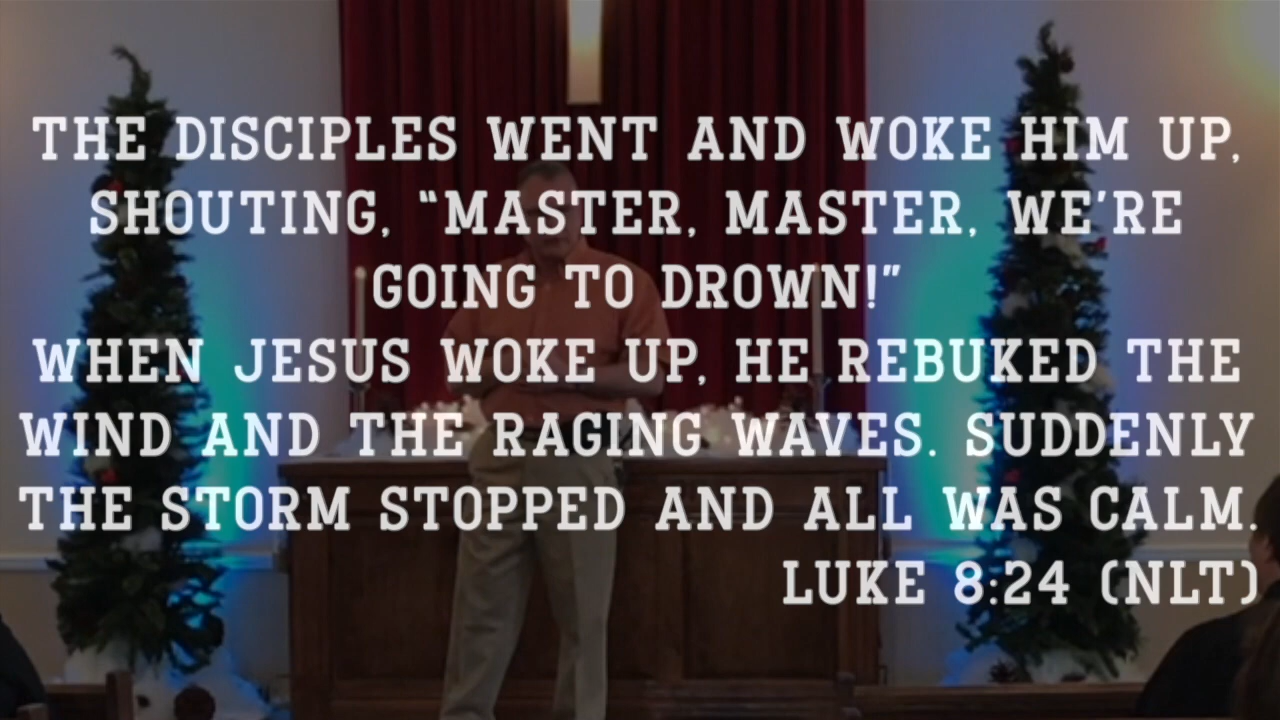 THE DISCIPLES WENT AND WOKE HIM UP,
SHOUTING, “MASTER, MASTER, WE’RE
GOING TO DROWN!”
WHEN JESUS WOKE UP, HE REBUKED THE
WIND AND THE RAGING WAVES. SUDDENLY
THE STORM STOPPED AND ALL WAS CALM.
LUKE 8:24 (NLT)